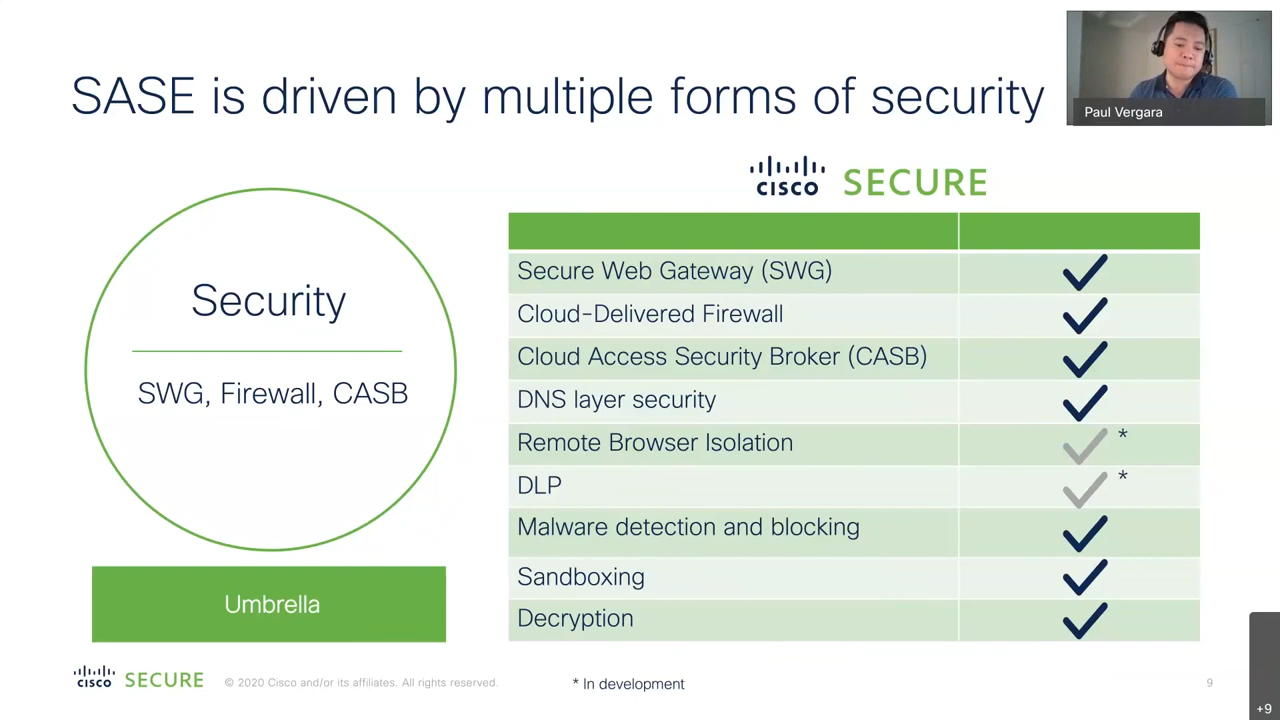 SASE is driven by multiple forms of security
Paul Vergara
CISCO SECURE
Security
SWG, Firewall, CASB
Umbrella
Secure Web Gateway (SWG)
Cloud-Delivered Firewall
Cloud Access Security Broker (CASB)
DNS layer security
Remote Browser Isolation *
DLP *
Malware detection and blocking
Sandboxing
Decryption
CISCO SECURE © 2020 Cisco and/or its affiliates. All rights reserved.
* In development
9
+9